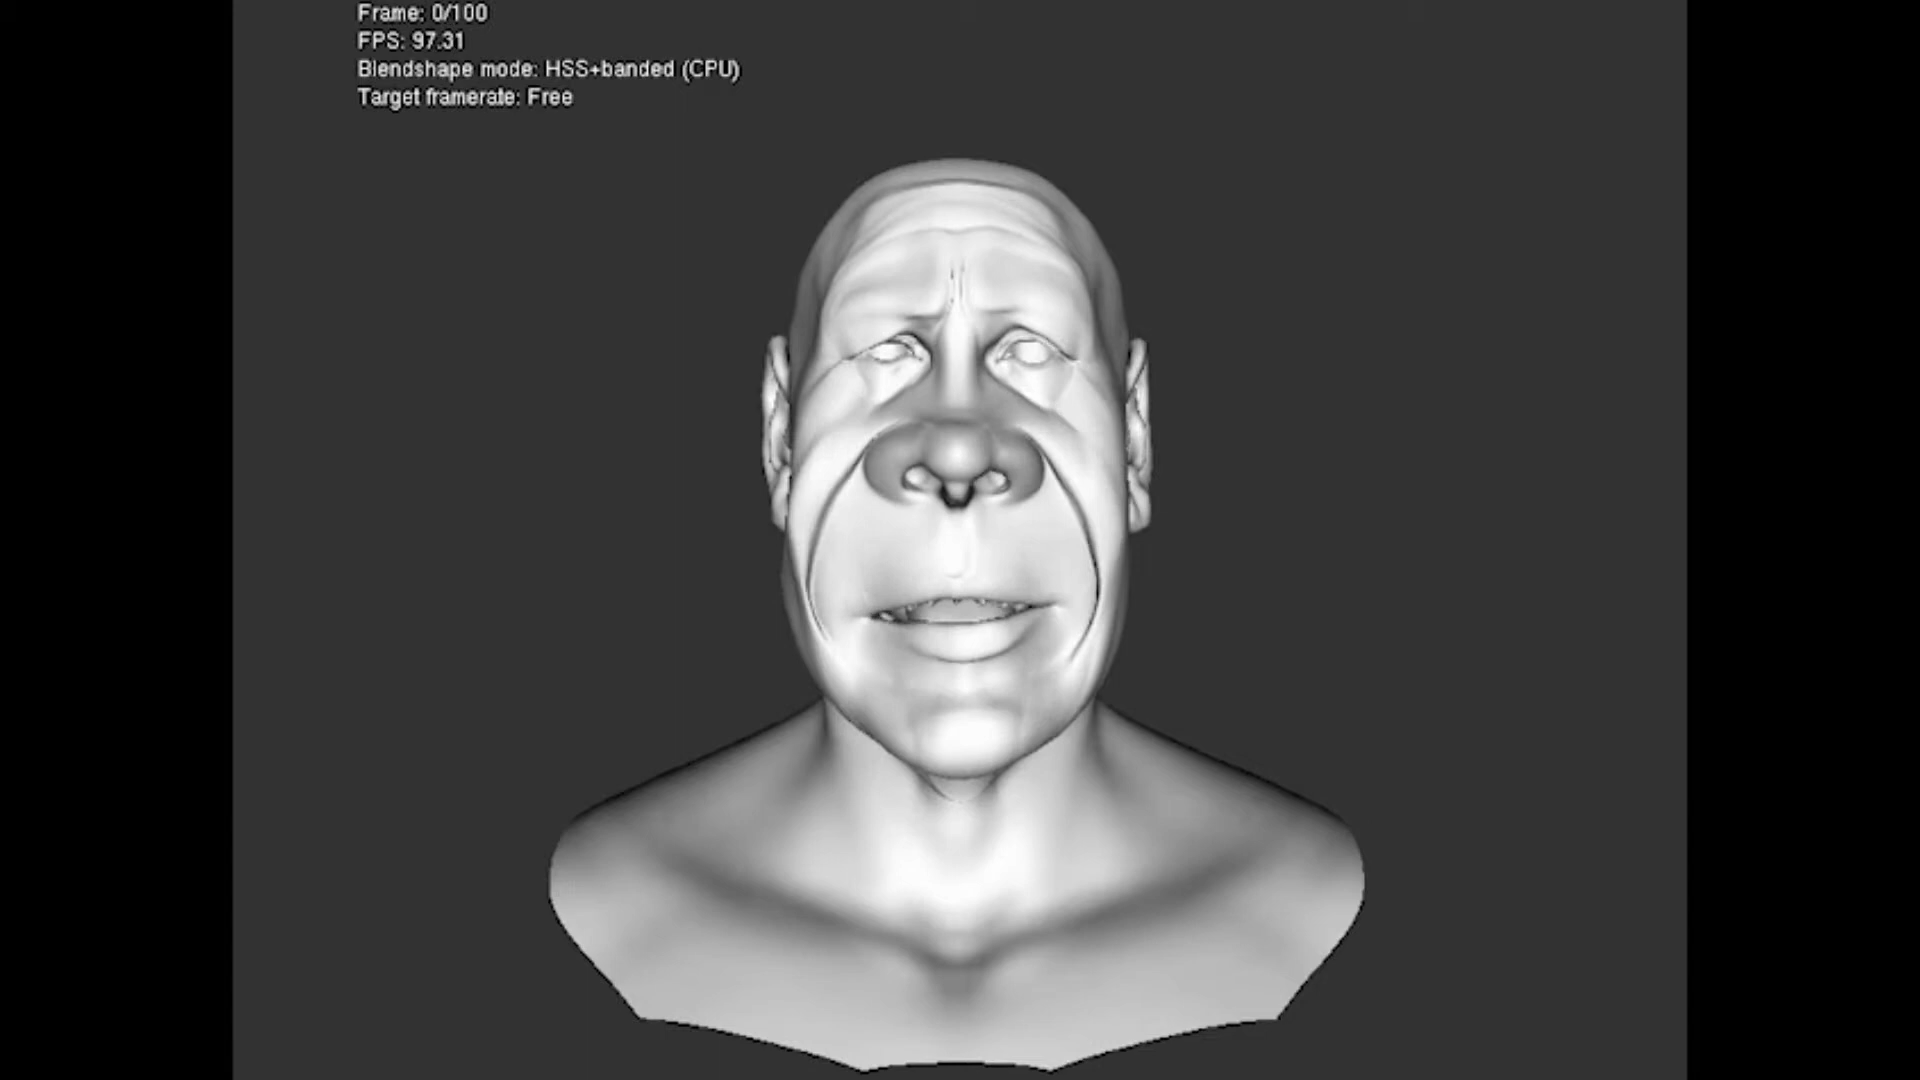 Frame: 0/100
FPS: 97.31
Blendshape mode: HSS+banded (CPU)
Target framerate: Free